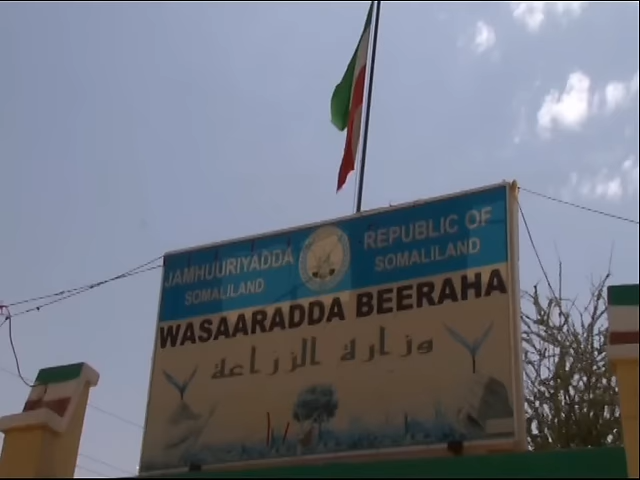 JAMHUURIYADDA
SOMALILAND
REPUBLIC OF
SOMALILAND
WASAARADDA BEERAHA
وزارة الزراعة